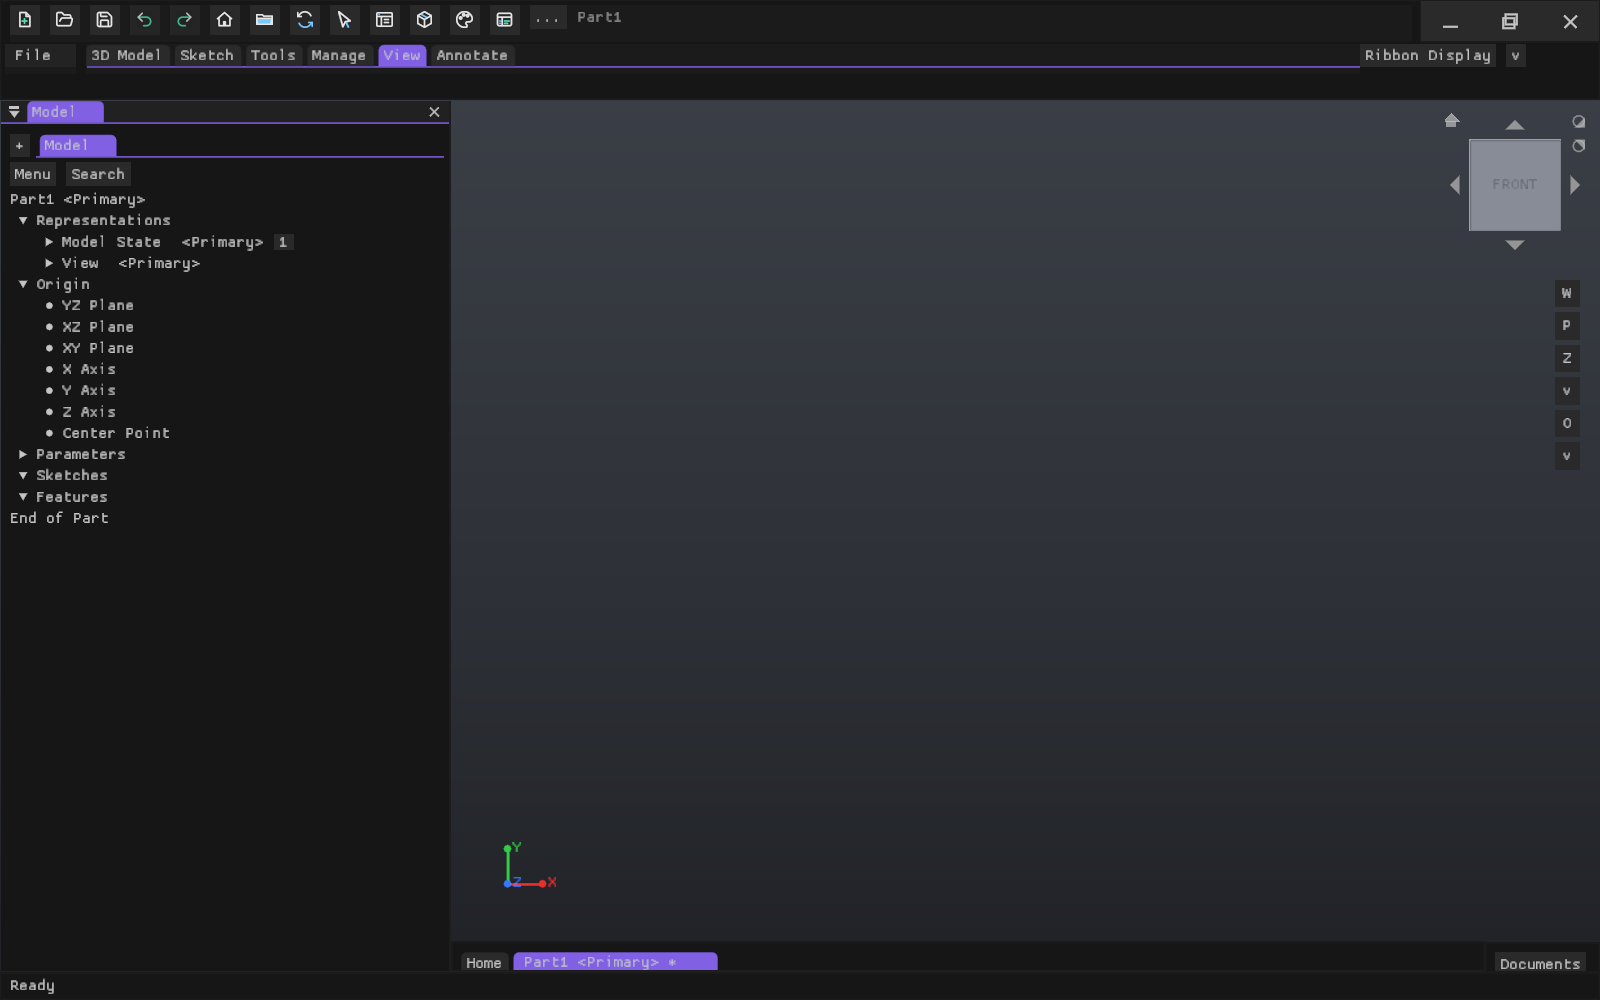 ... Part1
File 3D Model Sketch Tools Manage View Annotate Ribbon Display v
Model
+ Model
Menu Search
Part1 <Primary>
Representations
Model State <Primary> 1
View <Primary>
Origin
YZ Plane
XZ Plane
XY Plane
X Axis
Y Axis
Z Axis
Center Point
Parameters
Sketches
Features
End of Part
FRONT
W
P
Z
v
O
v
Y
Z X
Home Part1 <Primary> * Documents
Ready